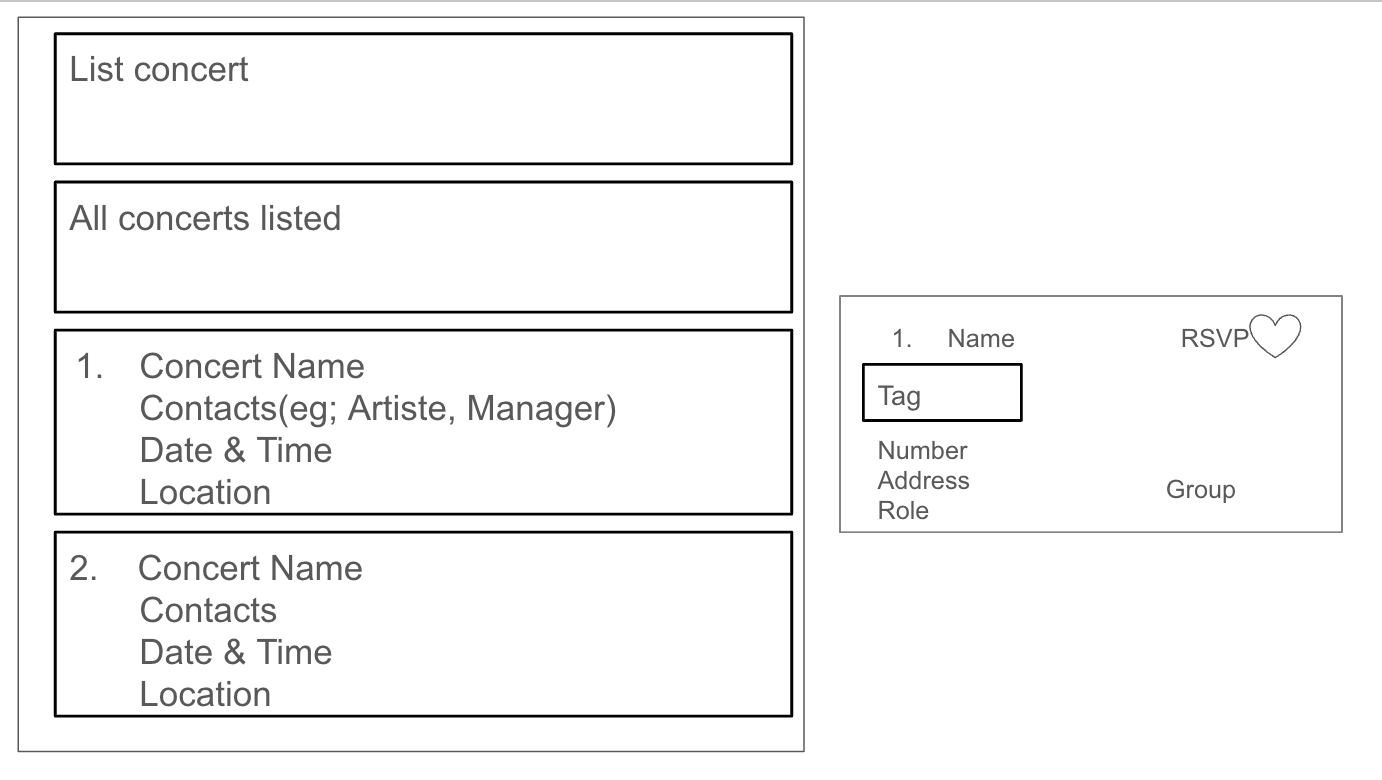 List concert
All concerts listed
1. Concert Name
Contacts(eg; Artiste, Manager)
Date & Time
Location
2. Concert Name
Contacts
Date & Time
Location
1. Name RSVP
Tag
Number
Address
Role
Group